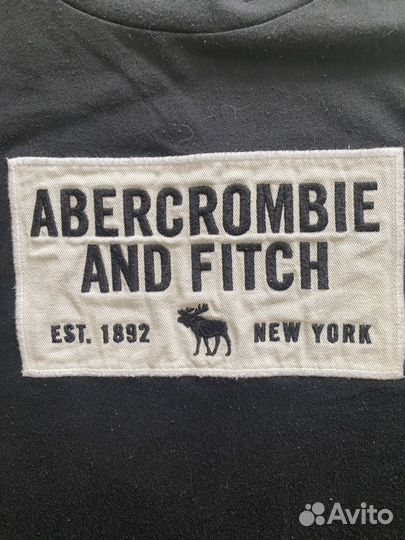 ABERCROMBIE
AND FITCH
EST. 1892 NEW YORK
Avito